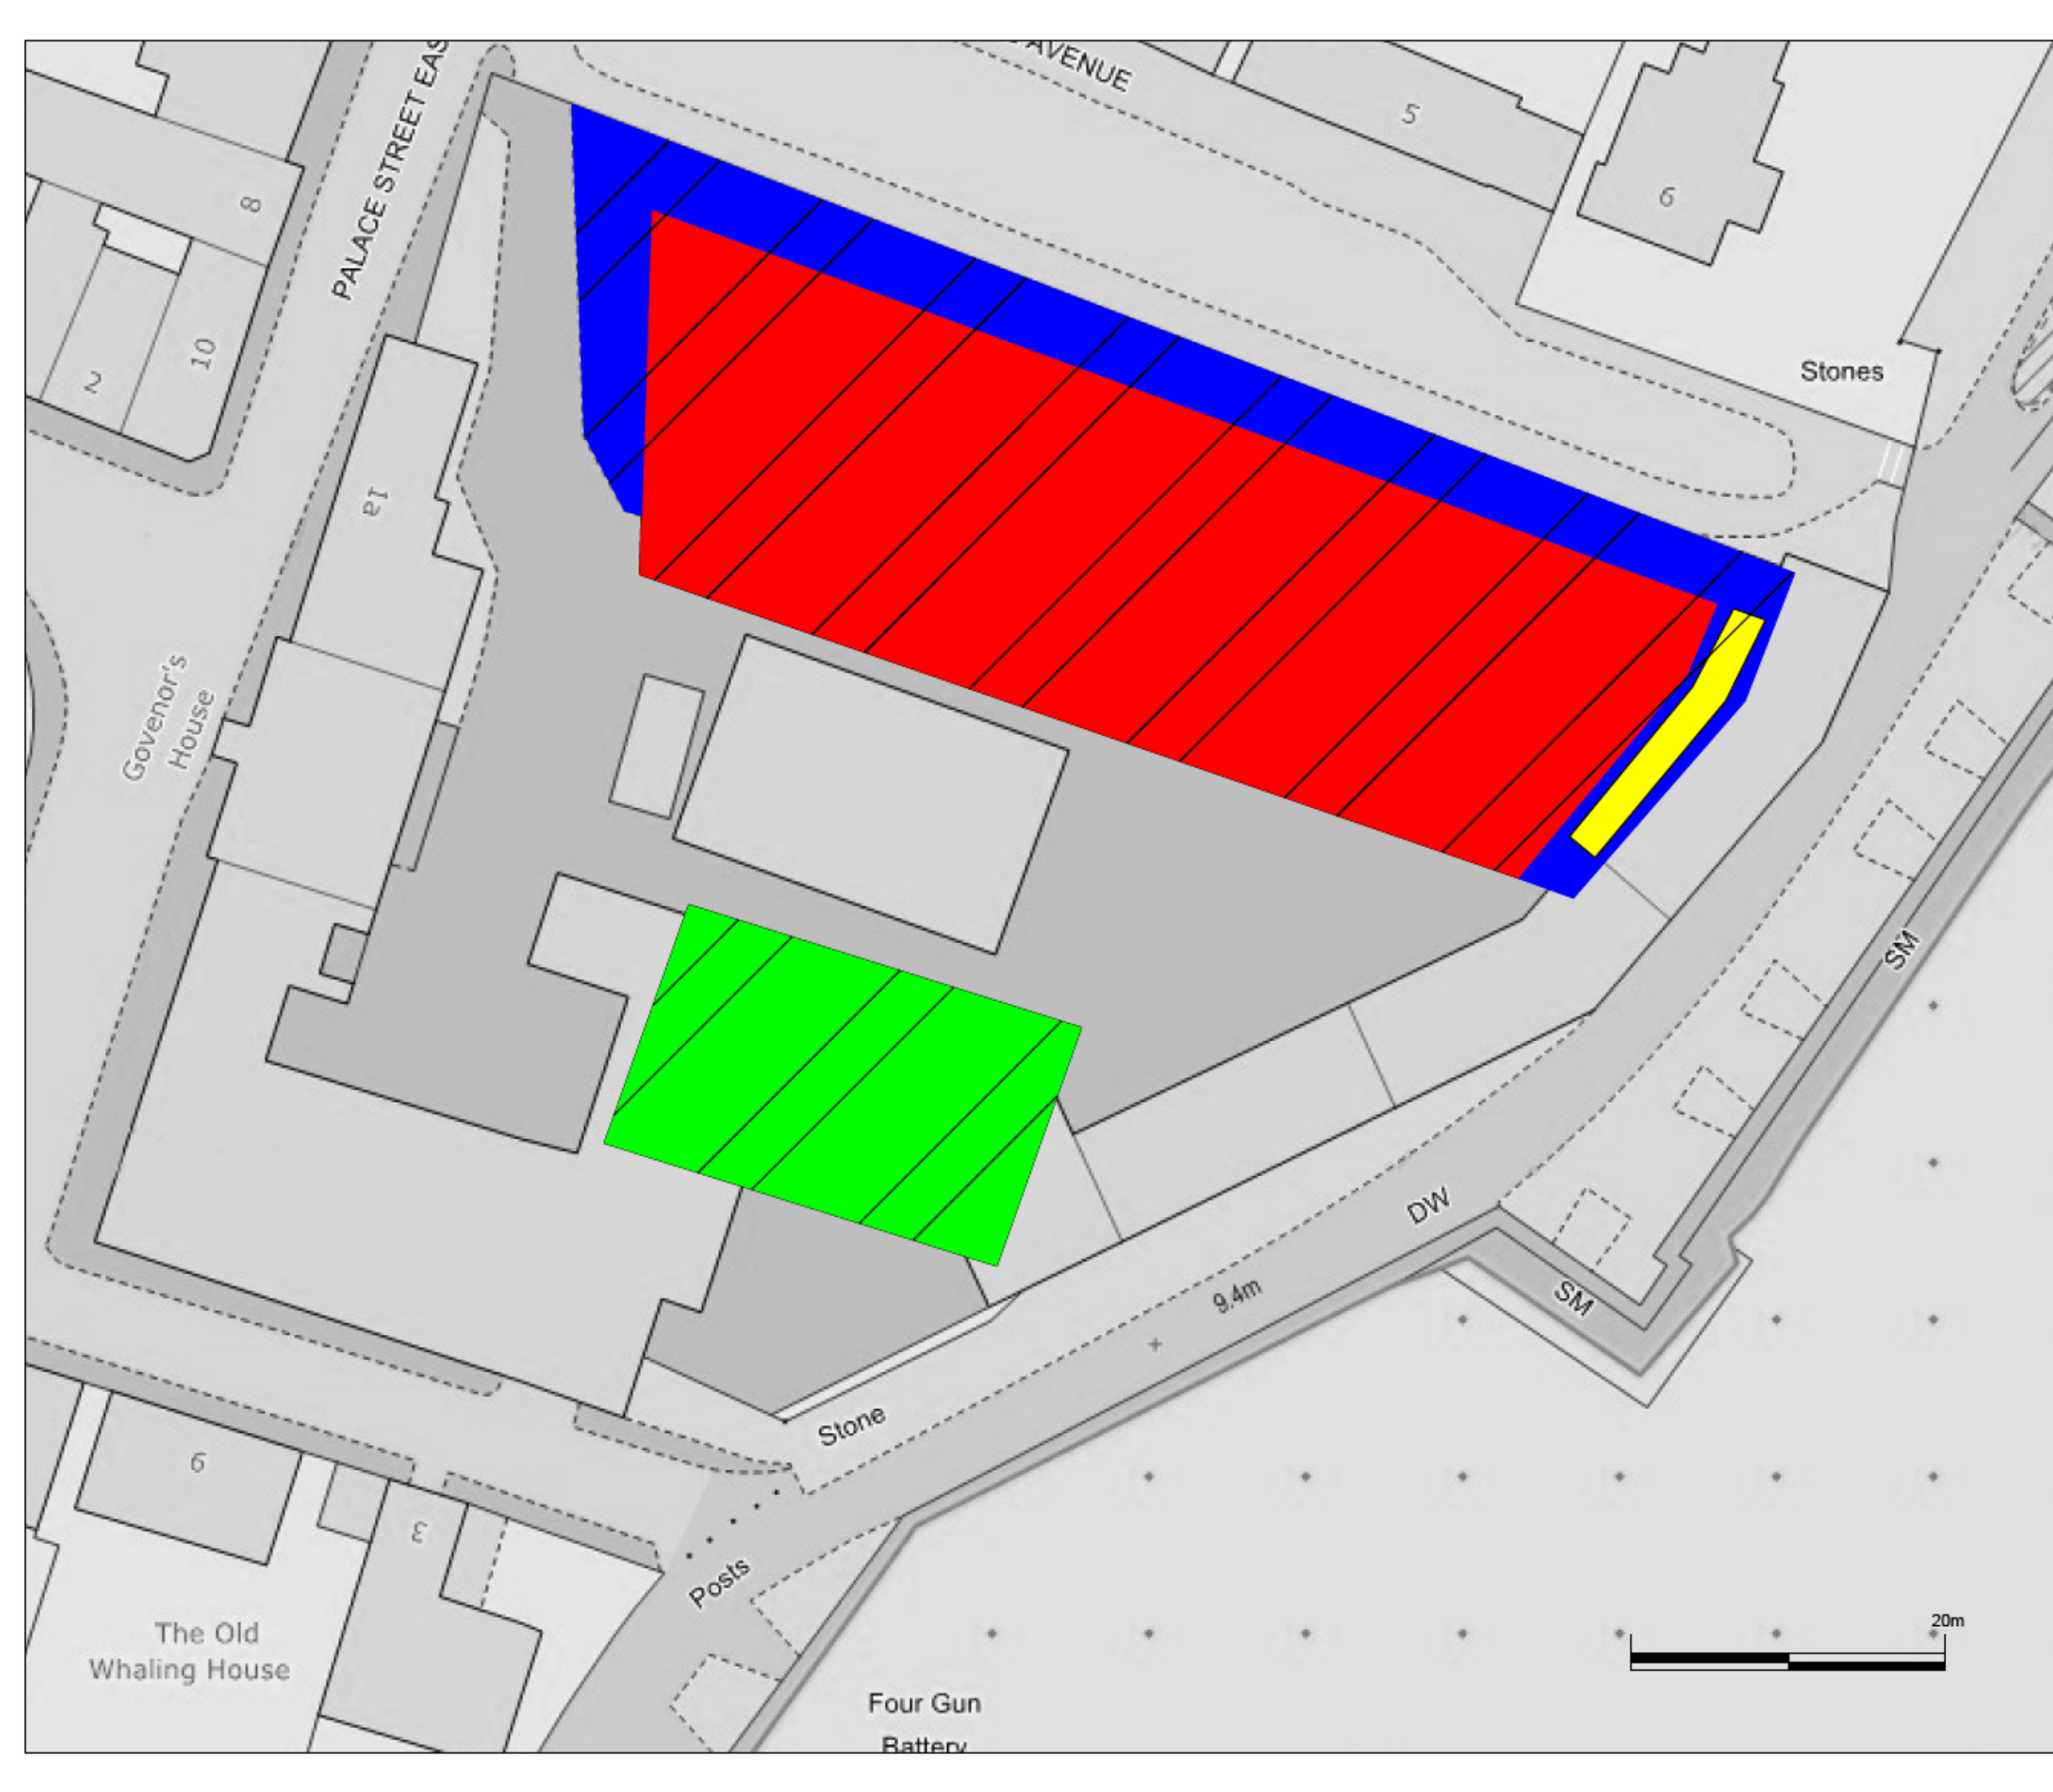 PALACE STREET EAS
AVENUE
5
6
8
10
2
1a
Stones
Govenor's
House
SM
DW
9.4m
SM
Stone
Posts
6
3
The Old
Whaling House
20m
Four Gun
Battery